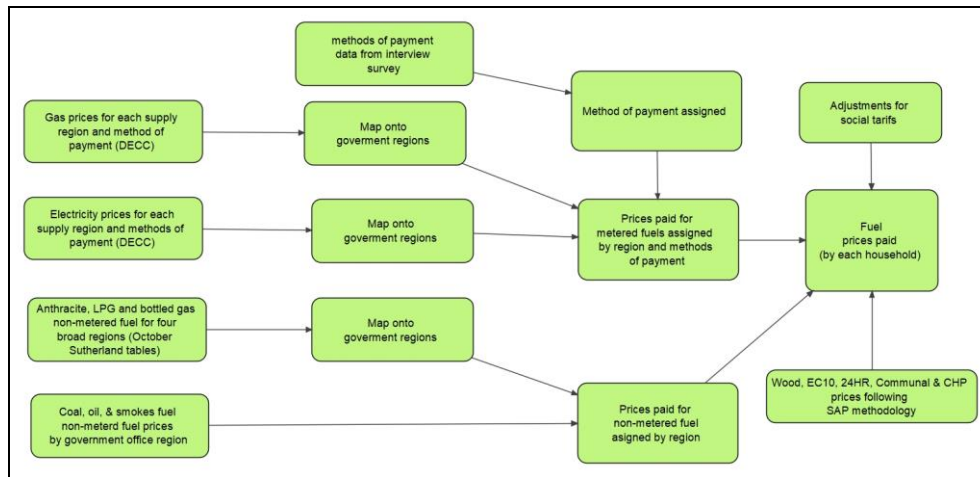 methods of payment
data from interview
survey
Gas prices for each supply
region and method of
payment (DECC)
Map onto
goverment regions
Method of payment assigned
Adjustments for
social tarifs
Electricity prices for each
supply region and methods of
payment (DECC)
Map onto
goverment regions
Prices paid for
metered fuels assigned
by region and methods
of payment
Fuel
prices paid
(by each household)
Anthracite, LPG and bottled gas
non-metered fuel for four
broad regions (October
Sutherland tables)
Map onto
goverment regions
Coal, oil, & smokes fuel
non-meterd fuel prices
by government office region
Prices paid for
non-metered fuel
asigned by region
Wood, EC10, 24HR, Communal & CHP
prices following
SAP methodology